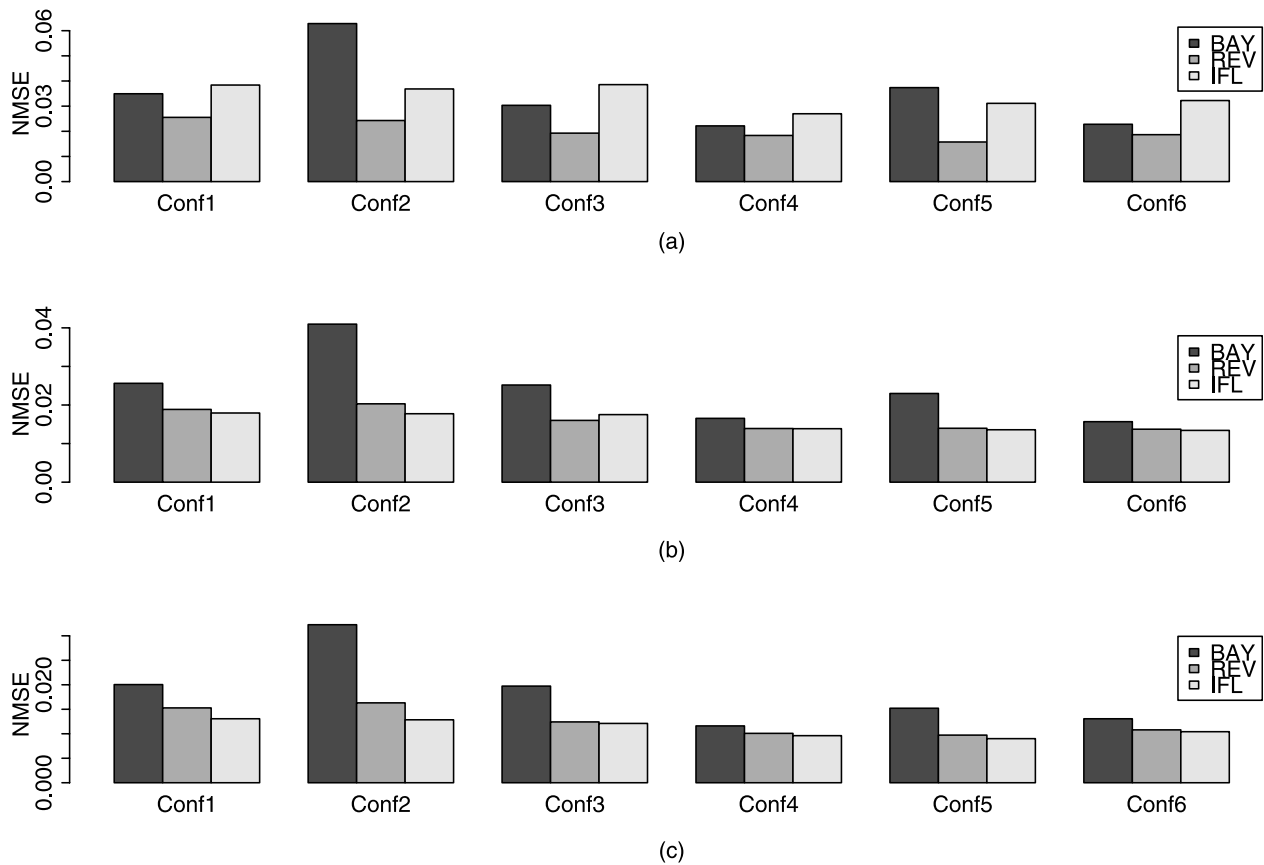 NMSE
0.00 0.03 0.06
BAY
REV
IFL
Conf1 Conf2 Conf3 Conf4 Conf5 Conf6
(a)
NMSE
0.00 0.02 0.04
BAY
REV
IFL
Conf1 Conf2 Conf3 Conf4 Conf5 Conf6
(b)
NMSE
0.000 0.020
BAY
REV
IFL
Conf1 Conf2 Conf3 Conf4 Conf5 Conf6
(c)